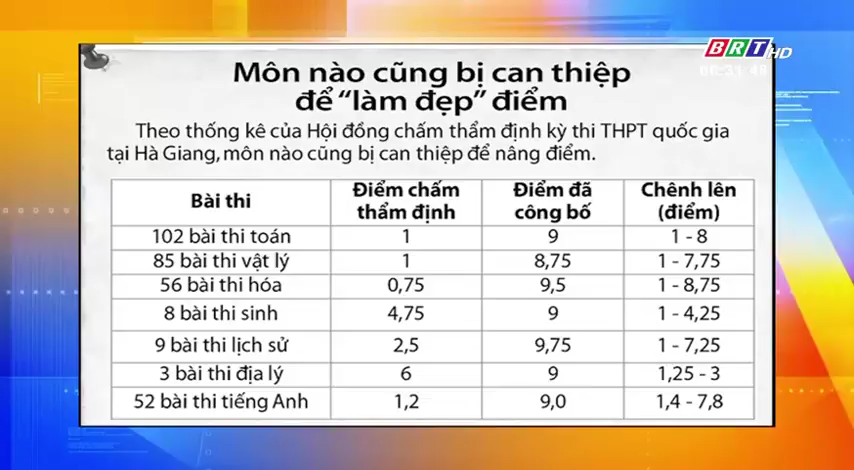 BRT HD
Môn nào cũng bị can thiệp
để “làm đẹp” điểm
Theo thống kê của Hội đồng chấm thẩm định kỳ thi THPT quốc gia
tại Hà Giang, môn nào cũng bị can thiệp để nâng điểm.
Bài thi Điểm chấm thẩm định Điểm đã công bố Chênh lên (điểm)
102 bài thi toán 1 9 1 - 8
85 bài thi vật lý 1 8,75 1 - 7,75
56 bài thi hóa 0,75 9,5 1 - 8,75
8 bài thi sinh 4,75 9 1 - 4,25
9 bài thi lịch sử 2,5 9,75 1 - 7,25
3 bài thi địa lý 6 9 1,25 - 3
52 bài thi tiếng Anh 1,2 9,0 1,4 - 7,8